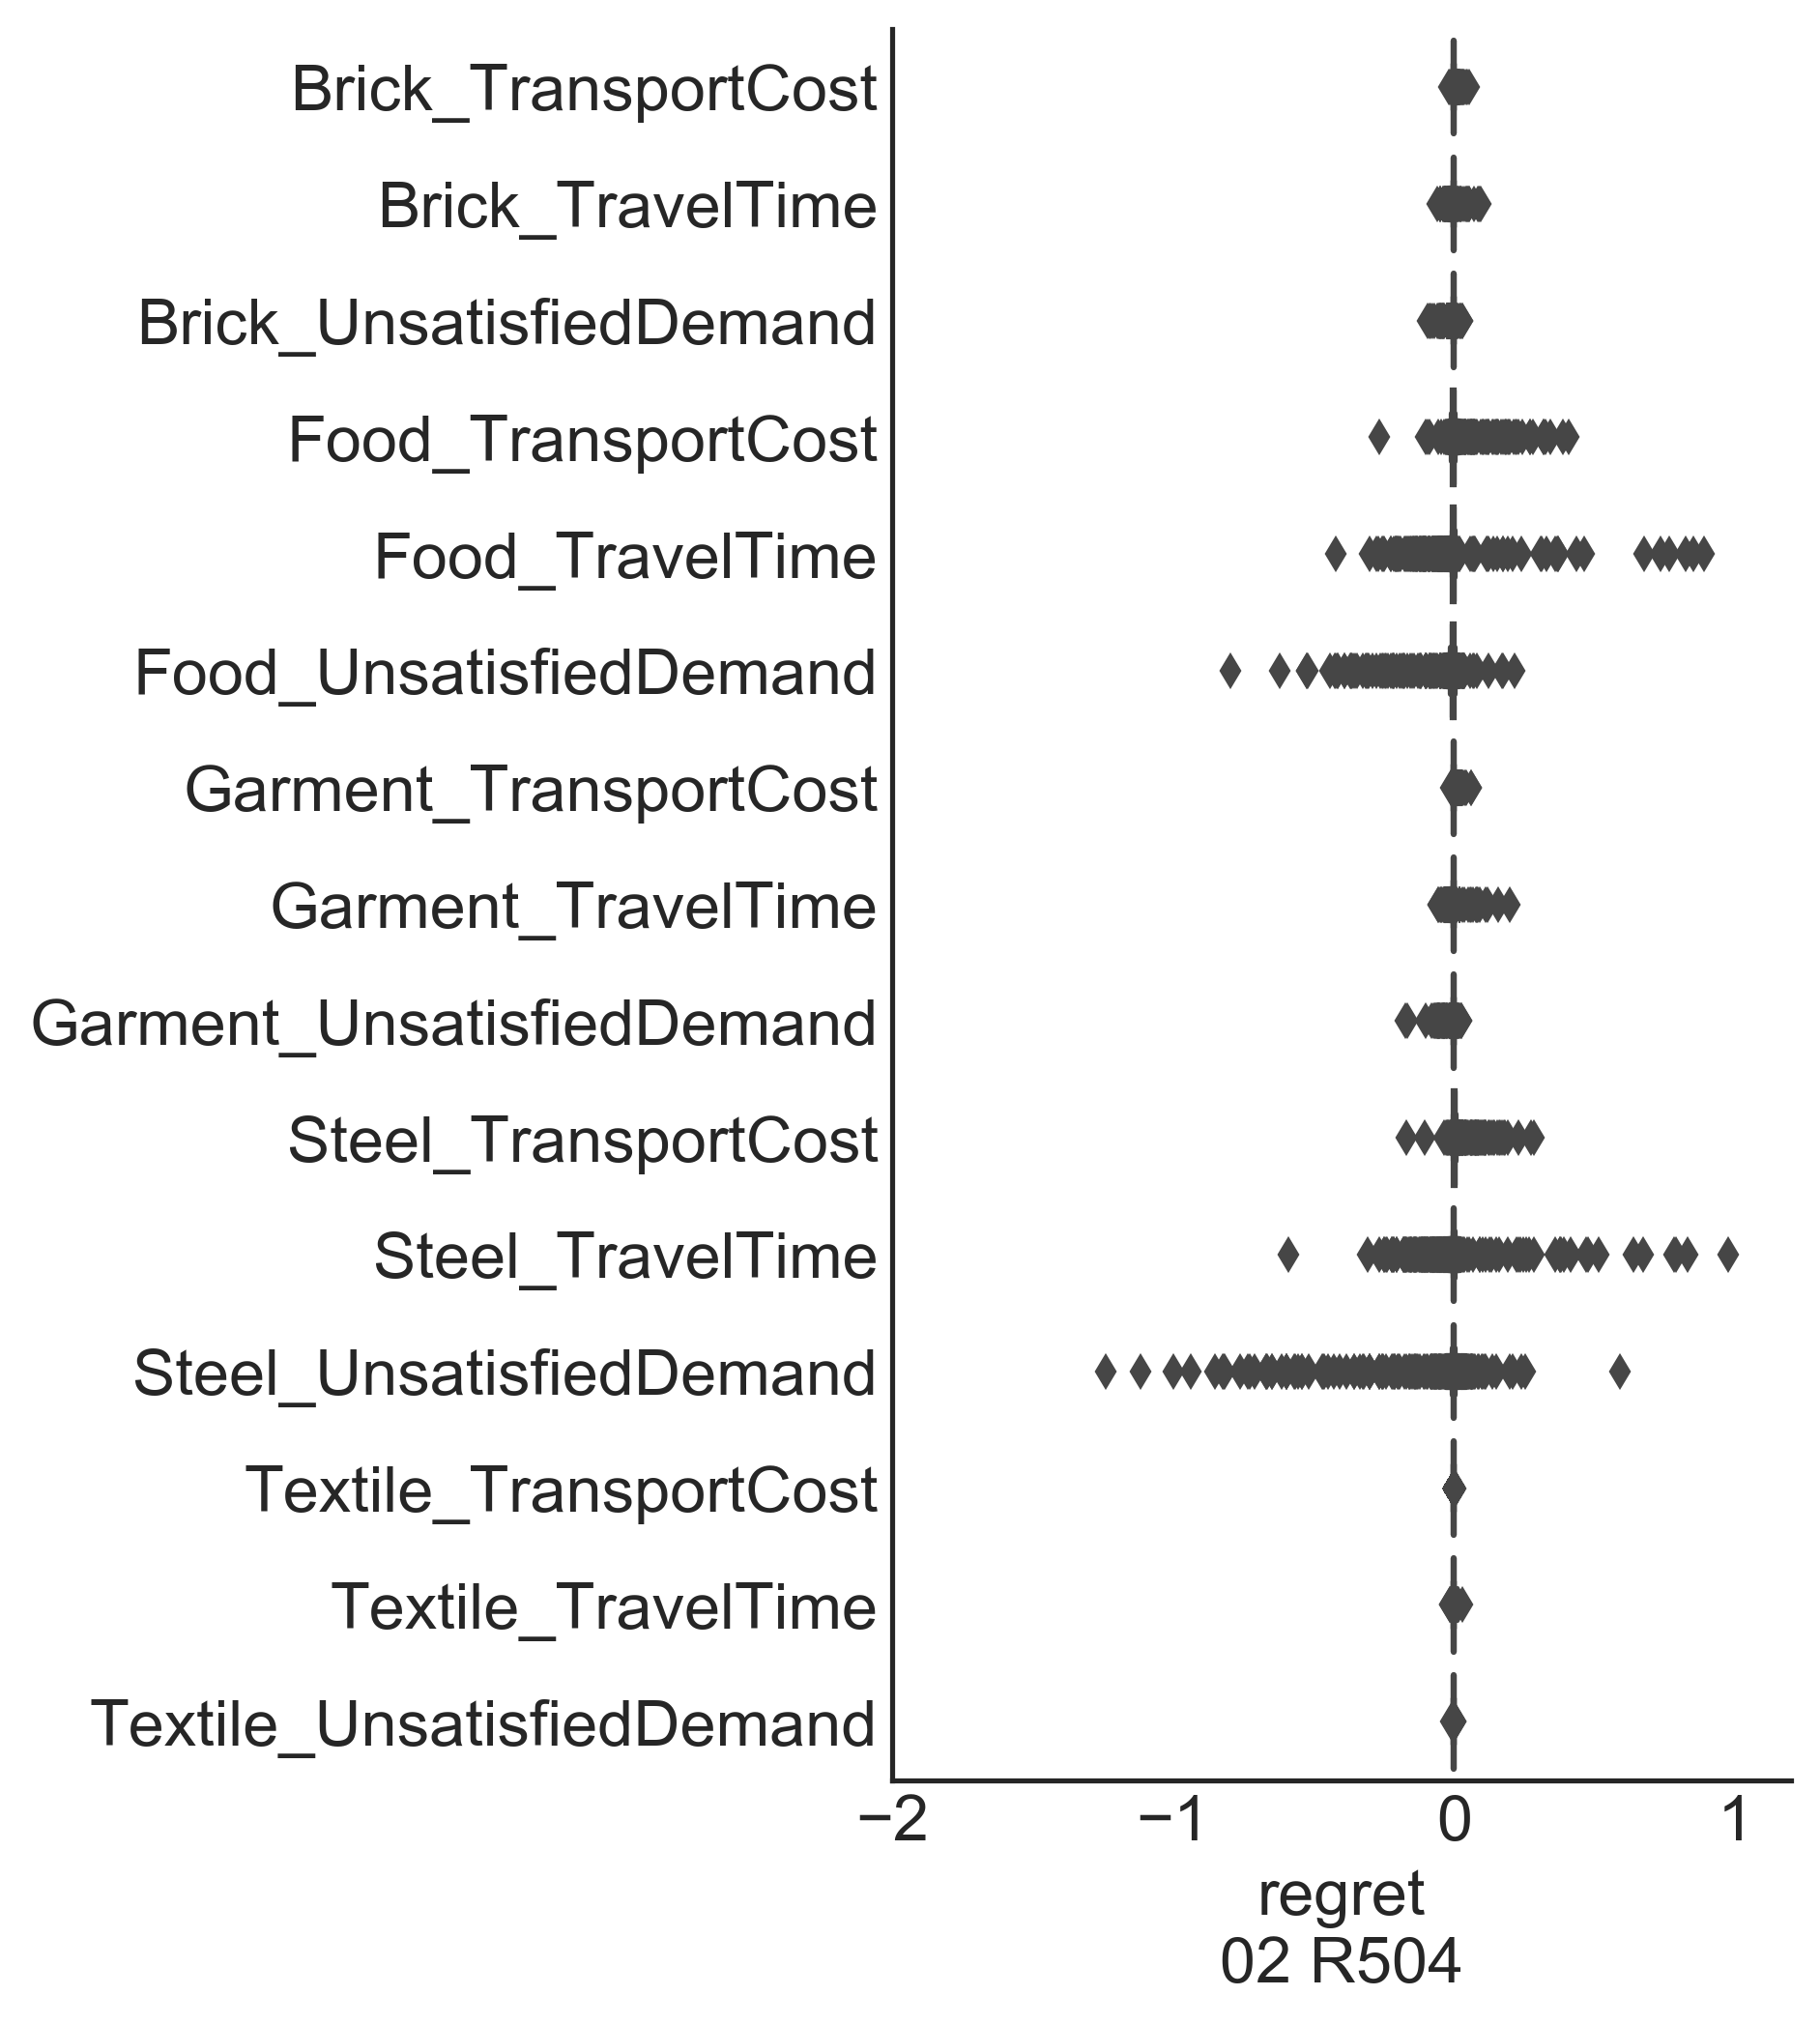 Brick_TransportCost
Brick_TravelTime
Brick_UnsatisfiedDemand
Food_TransportCost
Food_TravelTime
Food_UnsatisfiedDemand
Garment_TransportCost
Garment_TravelTime
Garment_UnsatisfiedDemand
Steel_TransportCost
Steel_TravelTime
Steel_UnsatisfiedDemand
Textile_TransportCost
Textile_TravelTime
Textile_UnsatisfiedDemand
−2 −1 0 1
regret
02 R504